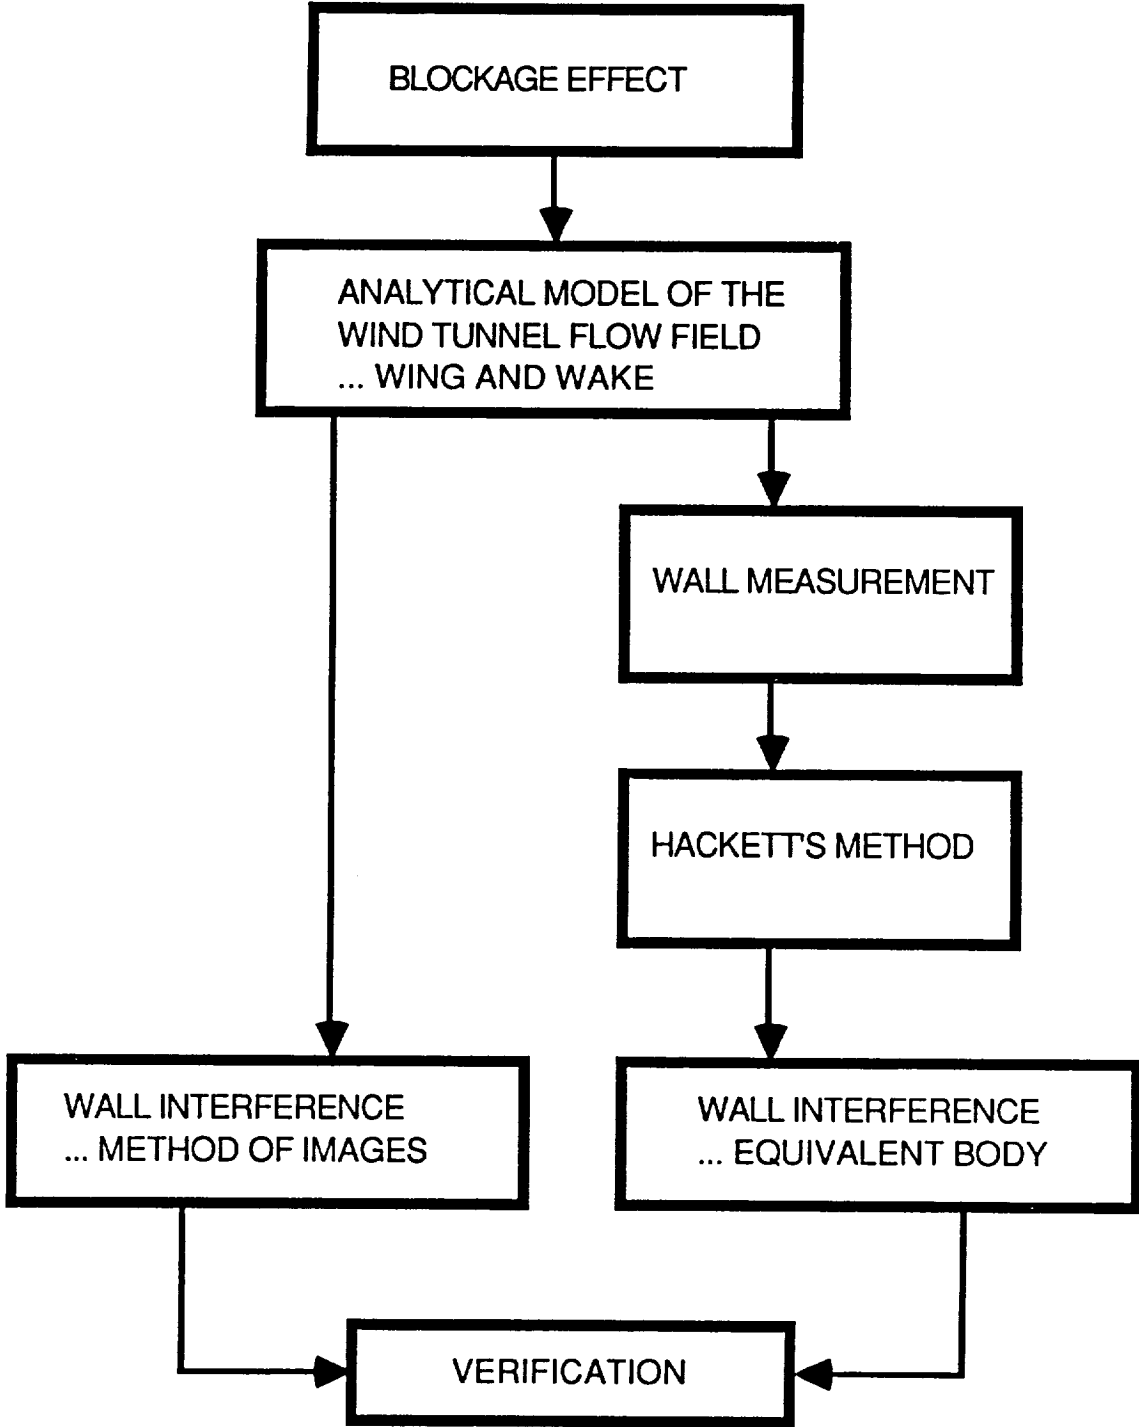 BLOCKAGE EFFECT
ANALYTICAL MODEL OF THE
WIND TUNNEL FLOW FIELD
... WING AND WAKE
WALL MEASUREMENT
HACKETT'S METHOD
WALL INTERFERENCE
... METHOD OF IMAGES
WALL INTERFERENCE
... EQUIVALENT BODY
VERIFICATION